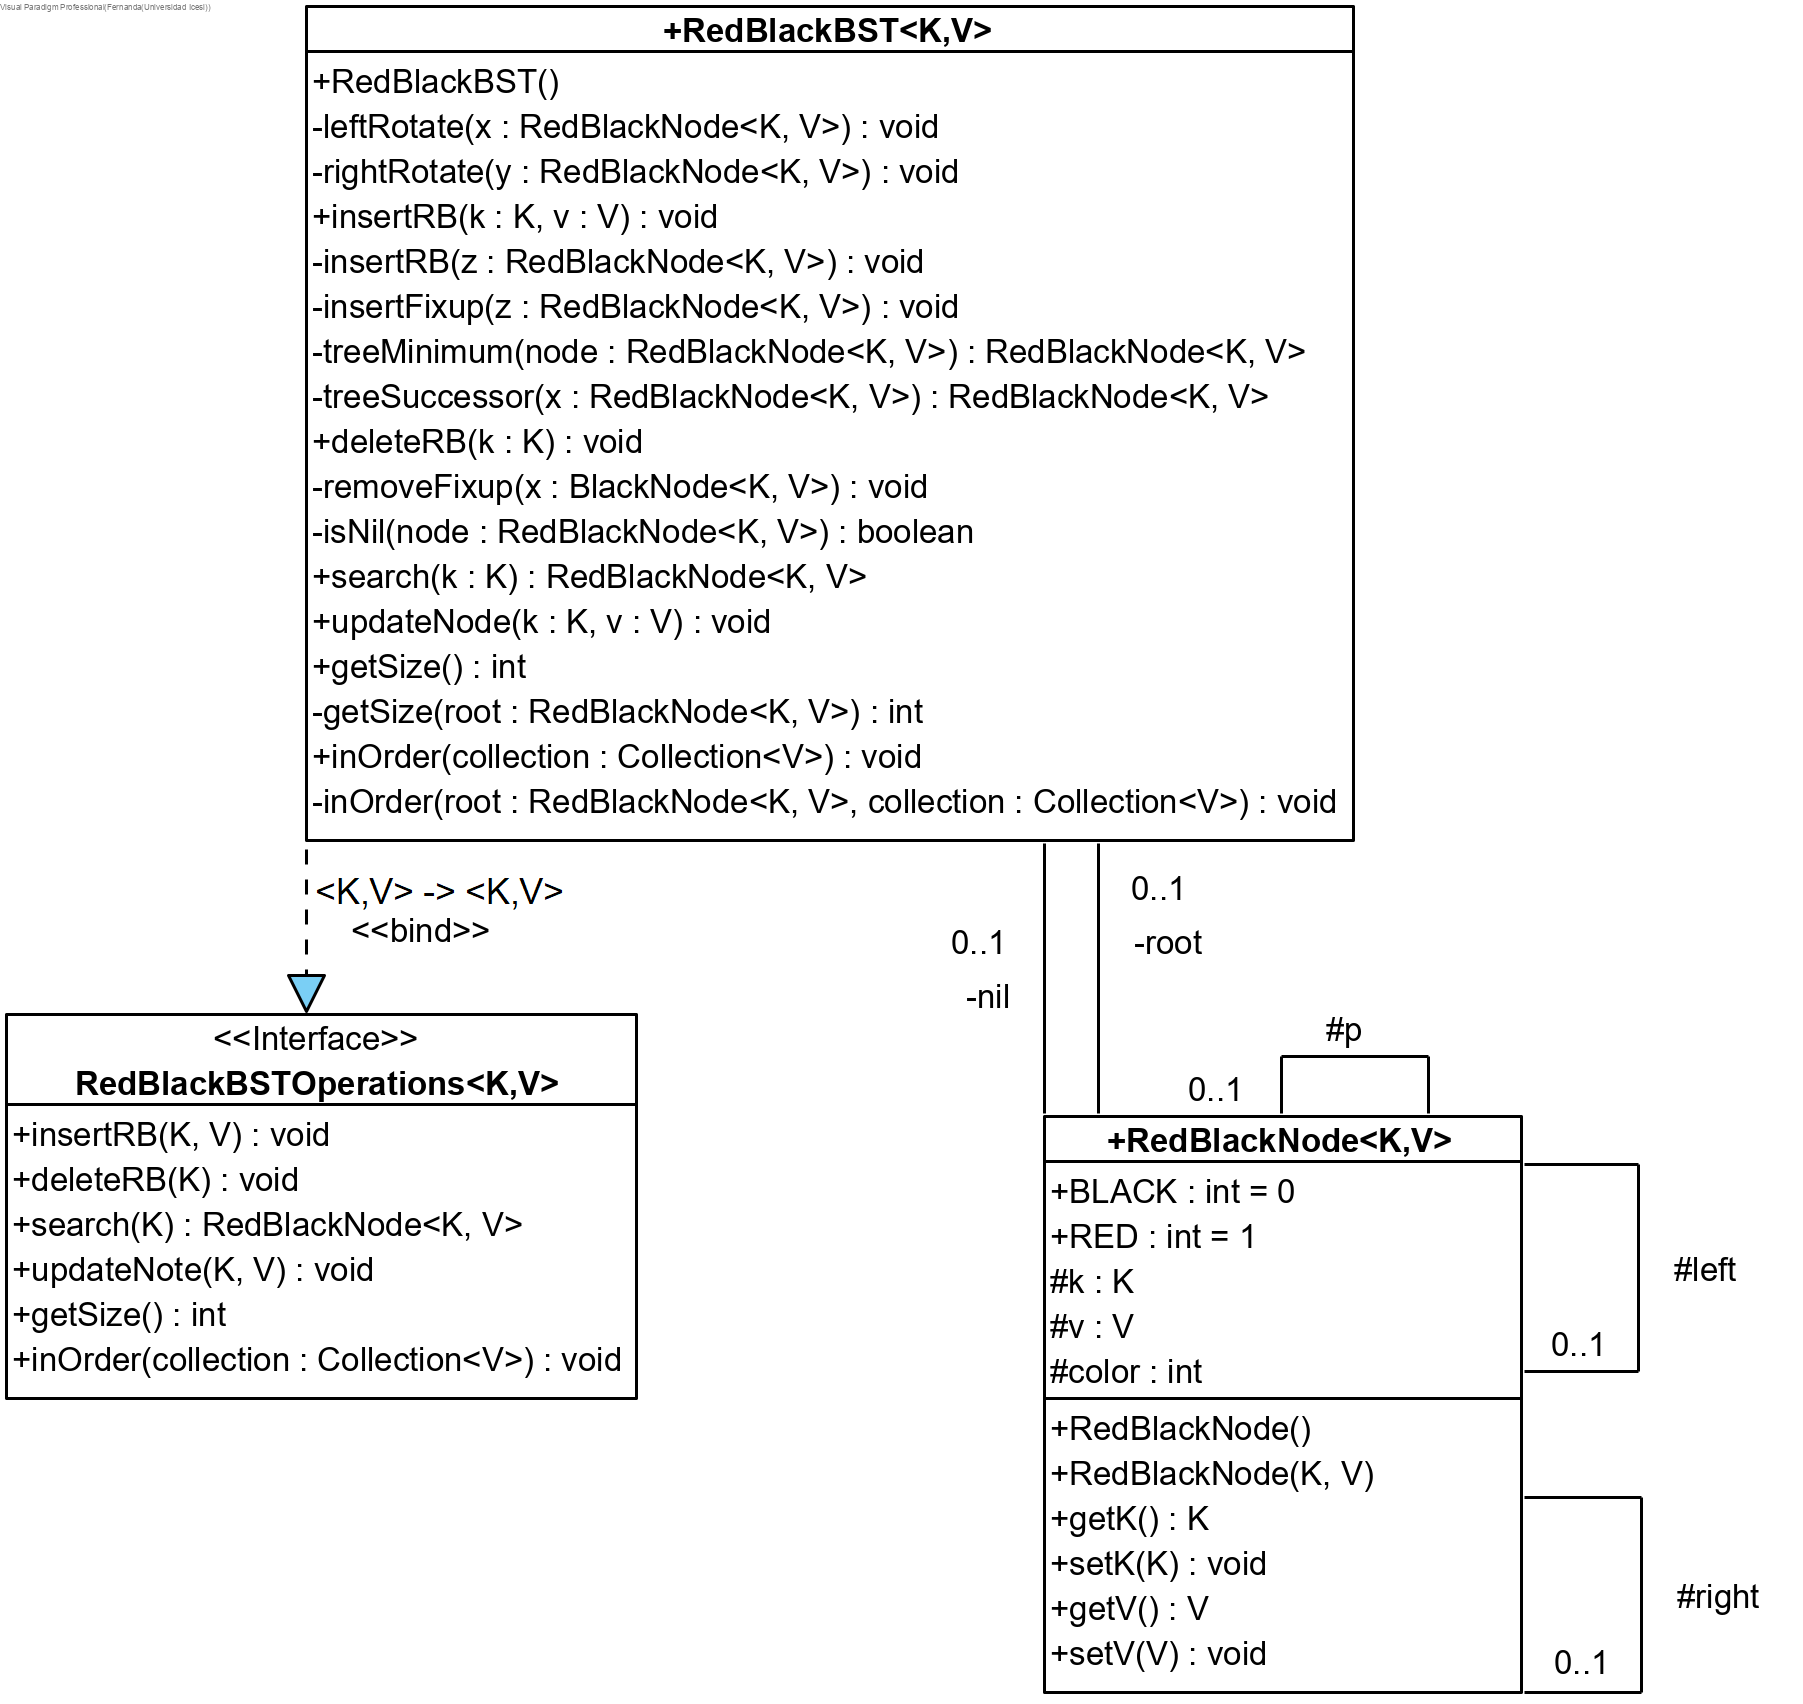 Visual Paradigm Professional(Fernanda(Universidad Icesi))
+RedBlackBST<K,V>
+RedBlackBST()
-leftRotate(x : RedBlackNode<K, V>) : void
-rightRotate(y : RedBlackNode<K, V>) : void
+insertRB(k : K, v : V) : void
-insertRB(z : RedBlackNode<K, V>) : void
-insertFixup(z : RedBlackNode<K, V>) : void
-treeMinimum(node : RedBlackNode<K, V>) : RedBlackNode<K, V>
-treeSuccessor(x : RedBlackNode<K, V>) : RedBlackNode<K, V>
+deleteRB(k : K) : void
-removeFixup(x : BlackNode<K, V>) : void
-isNil(node : RedBlackNode<K, V>) : boolean
+search(k : K) : RedBlackNode<K, V>
+updateNode(k : K, v : V) : void
+getSize() : int
-getSize(root : RedBlackNode<K, V>) : int
+inOrder(collection : Collection<V>) : void
-inOrder(root : RedBlackNode<K, V>, collection : Collection<V>) : void
<K,V> -> <K,V>
<<bind>>
0..1
-nil
0..1
-root
<<Interface>>
RedBlackBSTOperations<K,V>
+insertRB(K, V) : void
+deleteRB(K) : void
+search(K) : RedBlackNode<K, V>
+updateNote(K, V) : void
+getSize() : int
+inOrder(collection : Collection<V>) : void
#p
0..1
+RedBlackNode<K,V>
+BLACK : int = 0
+RED : int = 1
#k : K
#v : V
#color : int
+RedBlackNode()
+RedBlackNode(K, V)
+getK() : K
+setK(K) : void
+getV() : V
+setV(V) : void
#left
0..1
#right
0..1